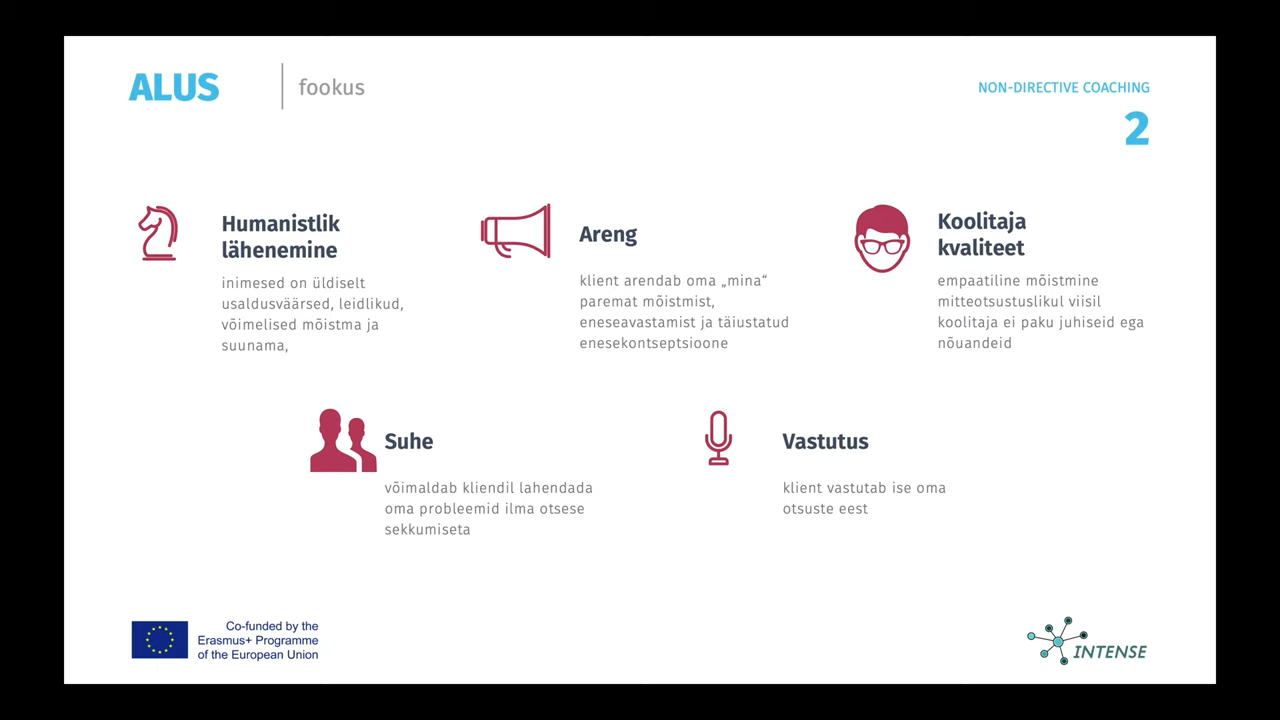 ALUS
fookus
NON-DIRECTIVE COACHING
2
Humanistlik
lähenemine
inimesed on üldiselt
usaldusväärsed, leidlikud,
võimelised mõistma ja
suunama,
Areng
klient arendab oma „mina“
paremat mõistmist,
eneseavastamist ja täiustatud
enesekontseptsioone
Koolitaja
kvaliteet
empaatiline mõistmine
mitteotsustuslikul viisil
koolitaja ei paku juhiseid ega
nõuandeid
Suhe
võimaldab kliendil lahendada
oma probleemid ilma otsese
sekkumiseta
Vastutus
klient vastutab ise oma
otsuste eest
Co-funded by the
Erasmus+ Programme
of the European Union
INTENSE